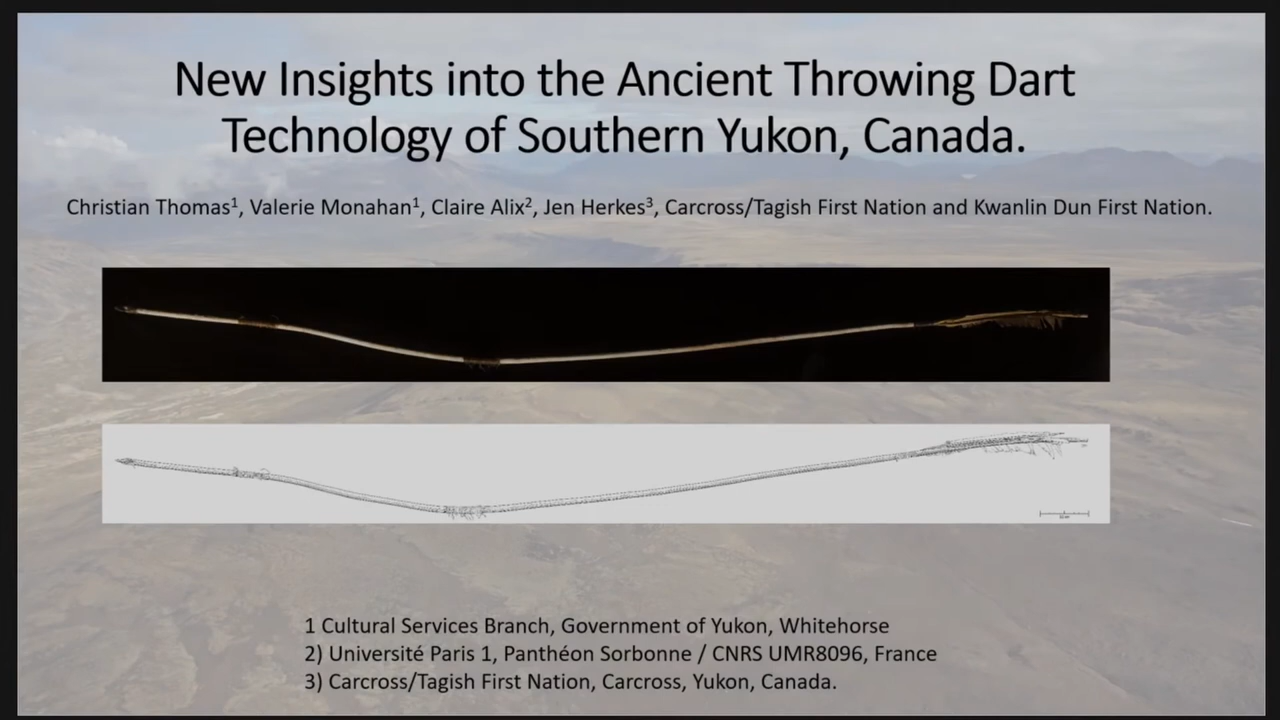 New Insights into the Ancient Throwing Dart
Technology of Southern Yukon, Canada.
Christian Thomas¹, Valerie Monahan¹, Claire Alix², Jen Herkes³, Carcross/Tagish First Nation and Kwanlin Dun First Nation.
1 Cultural Services Branch, Government of Yukon, Whitehorse
2) Université Paris 1, Panthéon Sorbonne / CNRS UMR8096, France
3) Carcross/Tagish First Nation, Carcross, Yukon, Canada.